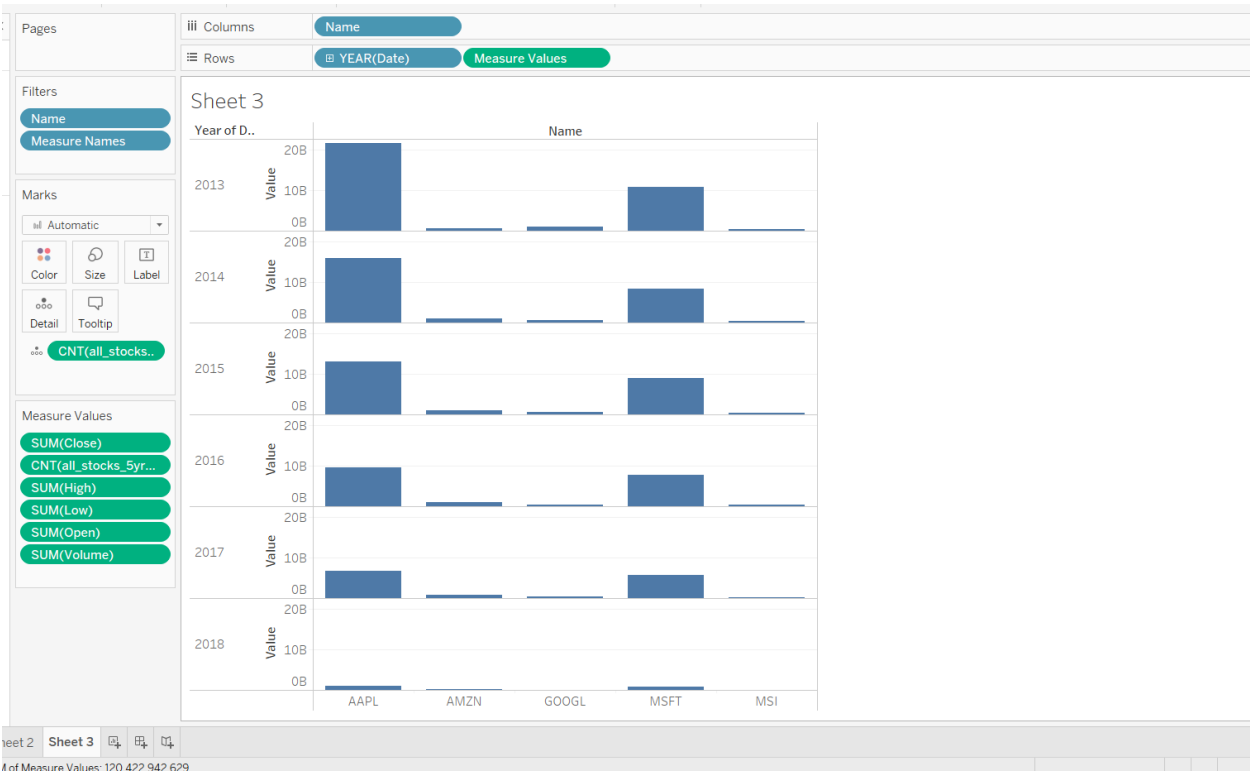 Pages
Columns
Name
Rows
YEAR(Date)
Measure Values
Filters
Name
Measure Names
Marks
Automatic
Color
Size
Label
Detail
Tooltip
CNT(all_stocks..
Measure Values
SUM(Close)
CNT(all_stocks_5yr...
SUM(High)
SUM(Low)
SUM(Open)
SUM(Volume)
Sheet 3
Year of D..
Name
2013
Value
20B
10B
0B
2014
Value
20B
10B
0B
2015
Value
20B
10B
0B
2016
Value
20B
10B
0B
2017
Value
20B
10B
0B
2018
Value
20B
10B
0B
AAPL
AMZN
GOOGL
MSFT
MSI
heet 2
Sheet 3
M of Measure Values: 120,422,942,629